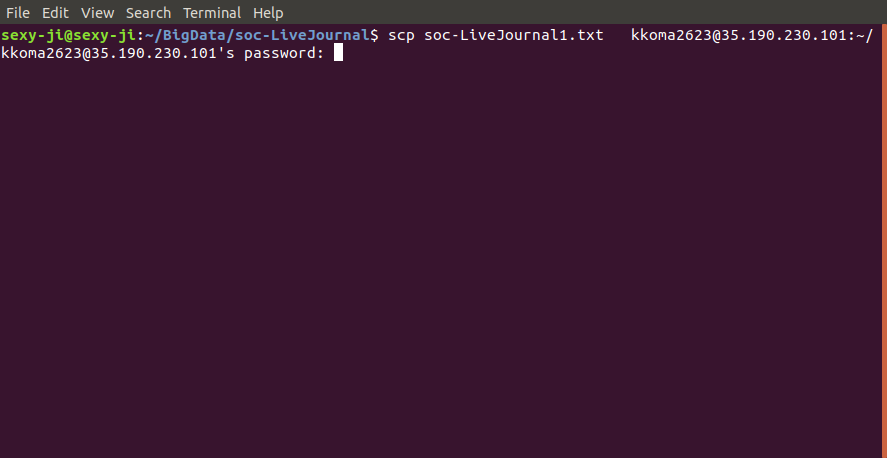 File Edit View Search Terminal Help
sexy-ji@sexy-ji:~/BigData/soc-LiveJournal$ scp soc-LiveJournal1.txt   kkoma2623@35.190.230.101:~/
kkoma2623@35.190.230.101's password: